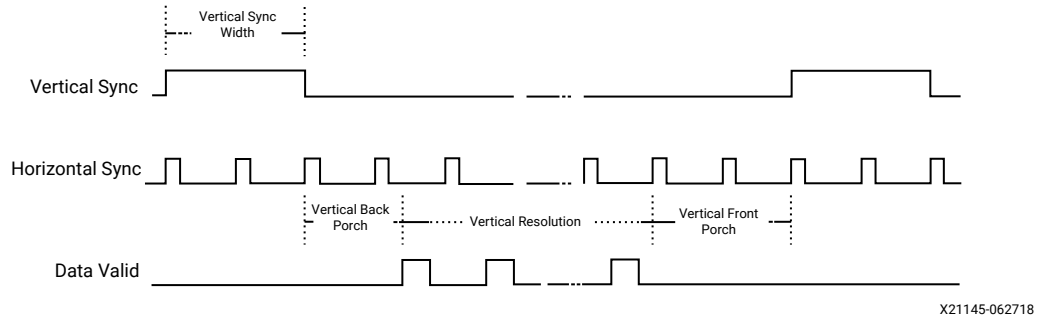 Vertical Sync
Width
Vertical Sync
Horizontal Sync
Vertical Back
Porch
Vertical Resolution
Vertical Front
Porch
Data Valid
X21145-062718